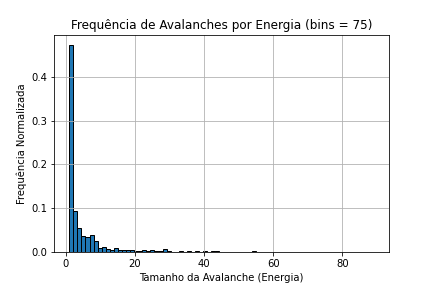 Frequência de Avalanches por Energia (bins = 75)
Frequência Normalizada
0.4
0.3
0.2
0.1
0.0
0 20 40 60 80
Tamanho da Avalanche (Energia)